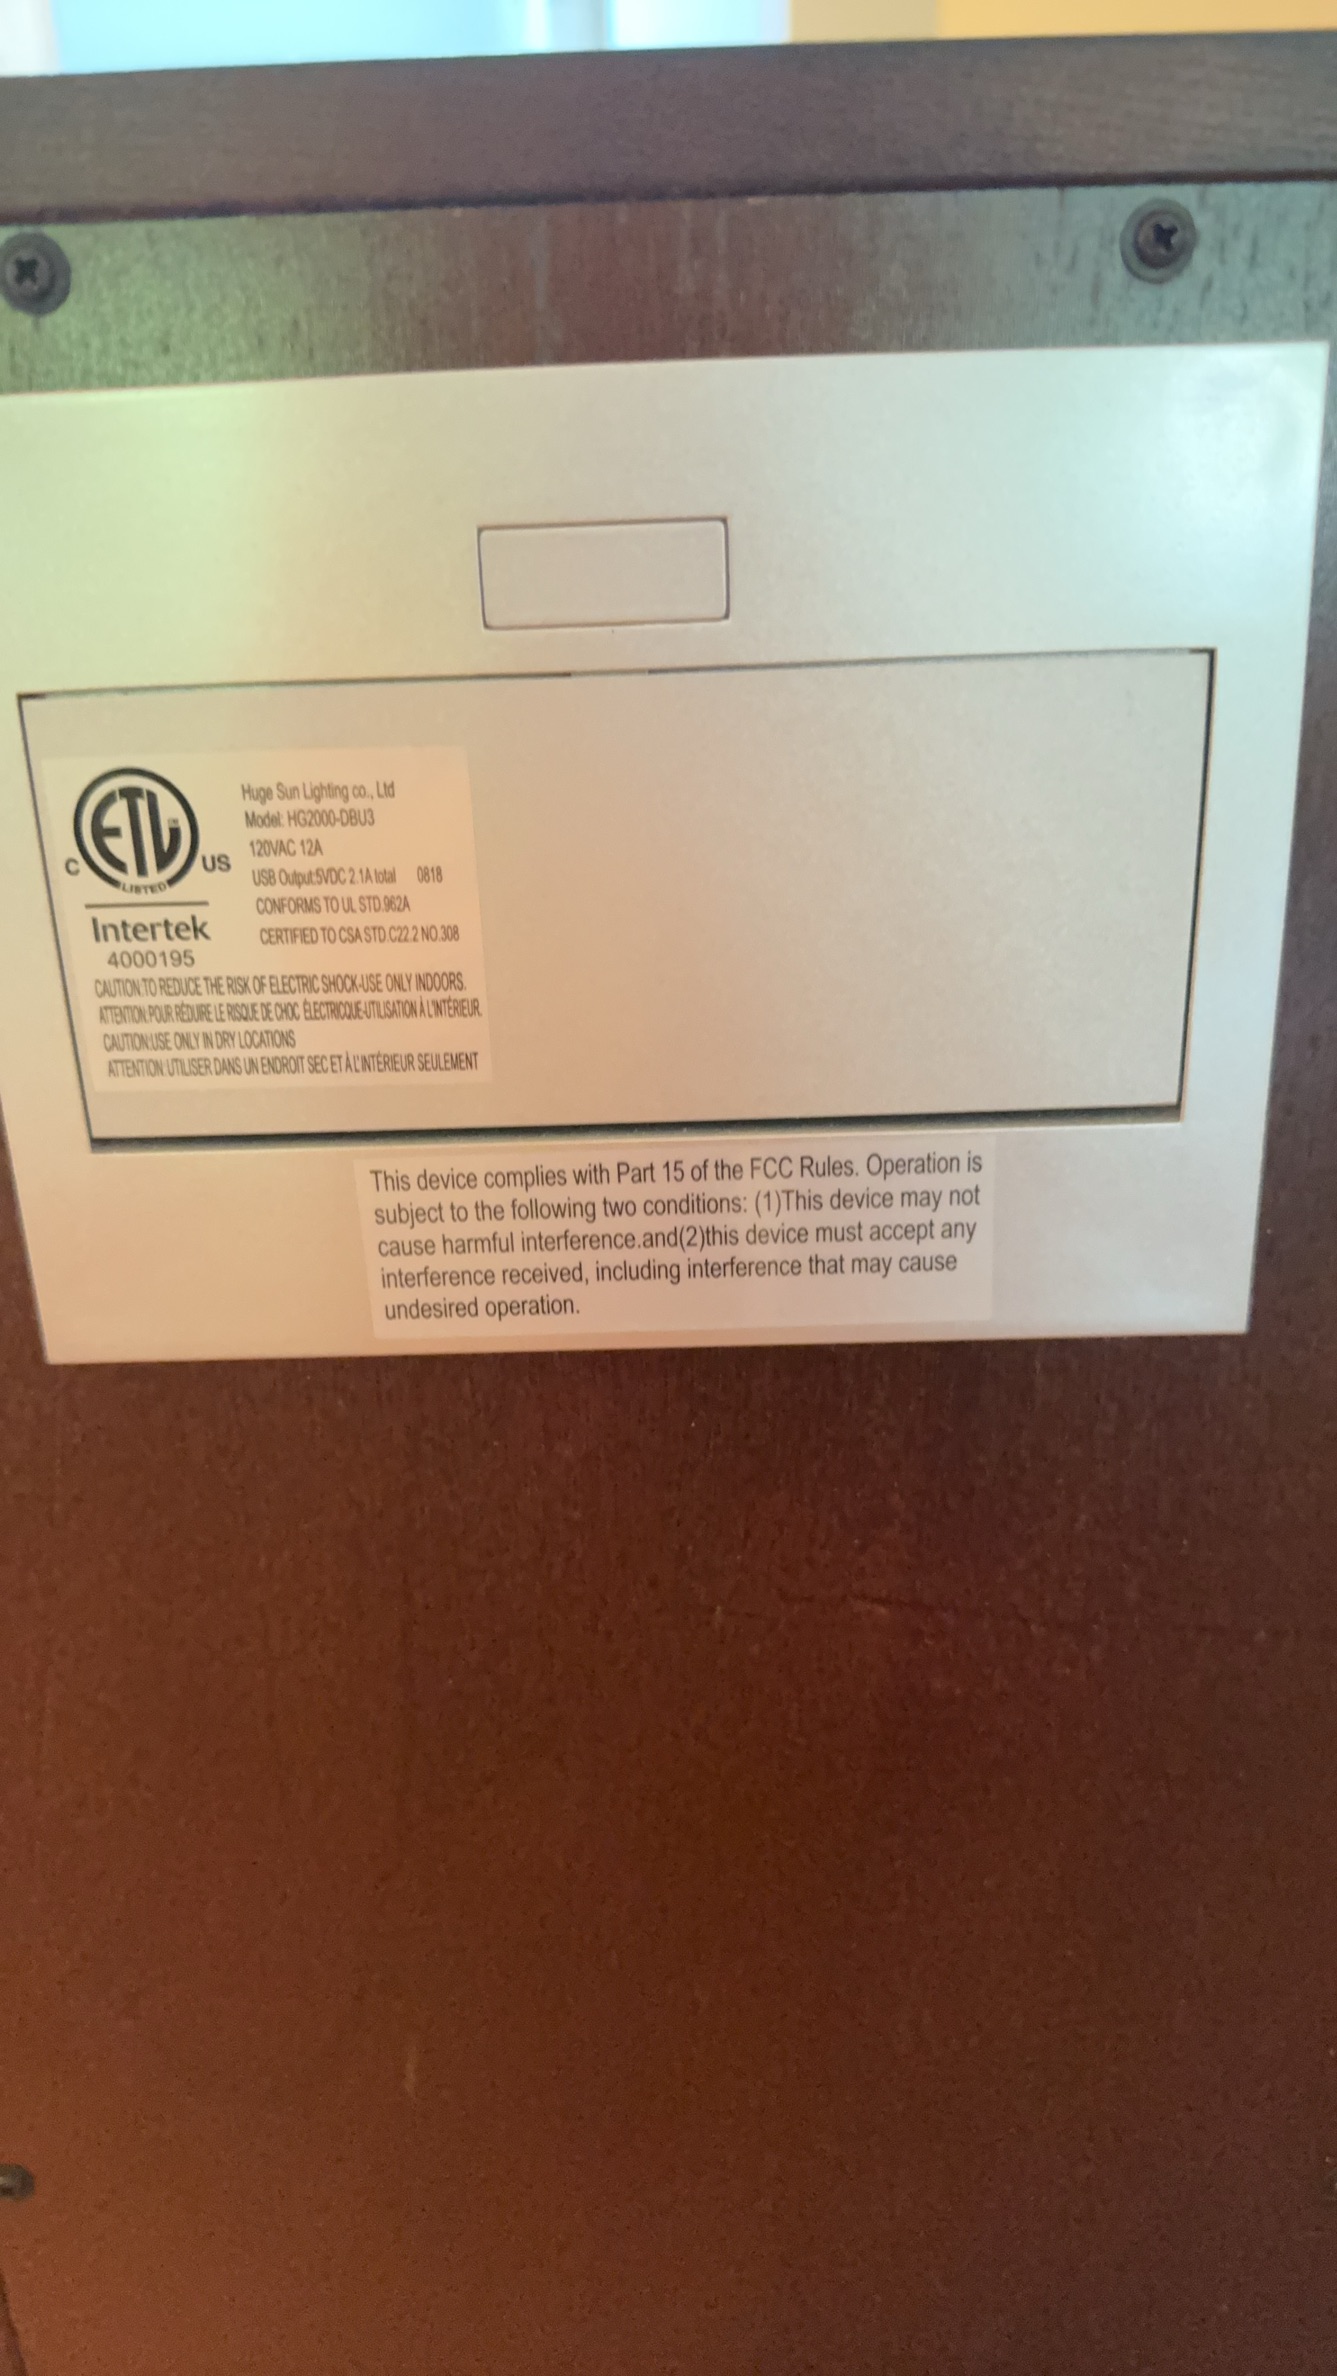 ETL
LISTED
C
US
Intertek
4000195
Huge Sun Lighting co., Ltd
Model: HG2000-DBU3
120VAC 12A
USB Output:5VDC 2.1A total 0818
CONFORMS TO UL STD.962A
CERTIFIED TO CSA STD.C22.2 NO.308
CAUTION:TO REDUCE THE RISK OF ELECTRIC SHOCK-USE ONLY INDOORS.
ATTENTION:POUR RÉDUIRE LE RISQUE DE CHOC ÉLECTRICQUE-UTILISATION À L'INTÉRIEUR.
CAUTION:USE ONLY IN DRY LOCATIONS
ATTENTION:UTILISER DANS UN ENDROIT SEC ET À L'INTÉRIEUR SEULEMENT
This device complies with Part 15 of the FCC Rules. Operation is
subject to the following two conditions: (1)This device may not
cause harmful interference.and(2)this device must accept any
interference received, including interference that may cause
undesired operation.